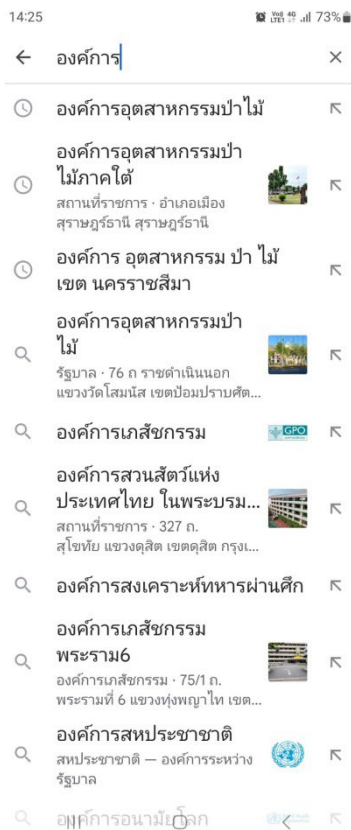 14:25
Vo)) 4G LTE1 73%
องค์การ
องค์การอุตสาหกรรมป่าไม้
องค์การอุตสาหกรรมป่า
ไม้ภาคใต้
สถานที่ราชการ · อำเภอเมือง
สุราษฎร์ธานี สุราษฎร์ธานี
องค์การ อุตสาหกรรม ป่า ไม้
เขต นครราชสีมา
องค์การอุตสาหกรรมป่า
ไม้
รัฐบาล · 76 ถ ราชดำเนินนอก
แขวงวัดโสมนัส เขตป้อมปราบศัต...
องค์การเภสัชกรรม
GPO
องค์การสวนสัตว์แห่ง
ประเทศไทย ในพระบรม...
สถานที่ราชการ · 327 ถ.
สุโขทัย แขวงดุสิต เขตดุสิต กรุงเ...
องค์การสงเคราะห์ทหารผ่านศึก
องค์การเภสัชกรรม
พระราม6
องค์การเภสัชกรรม · 75/1 ถ.
พระรามที่ 6 แขวงทุ่งพญาไท เขต...
องค์การสหประชาชาติ
สหประชาชาติ — องค์การระหว่าง
รัฐบาล
องค์การอนามัยโลก